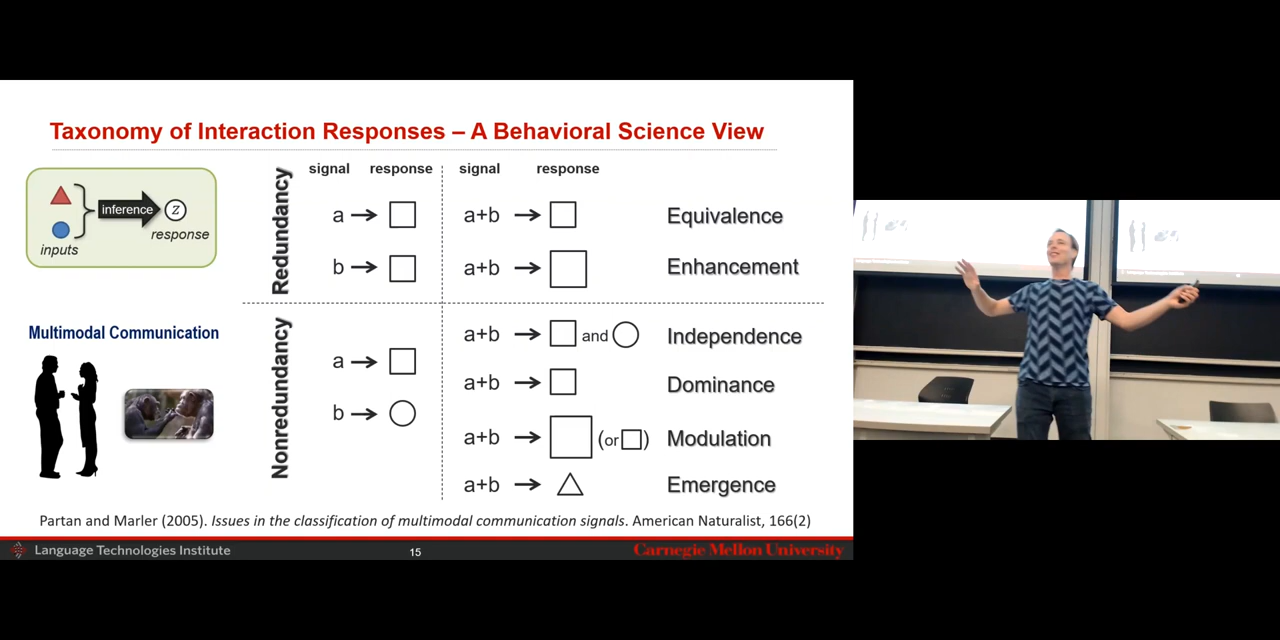 Taxonomy of Interaction Responses – A Behavioral Science View
signal response signal response
inputs
inference
Z
response
Redundancy
a → a+b → Equivalence
b → a+b → Enhancement
Multimodal Communication
Nonredundancy
a →
b →
a+b → and Independence
a+b → Dominance
a+b → (or ) Modulation
a+b → Emergence
Partan and Marler (2005). Issues in the classification of multimodal communication signals. American Naturalist, 166(2)
Language Technologies Institute 15 Carnegie Mellon University